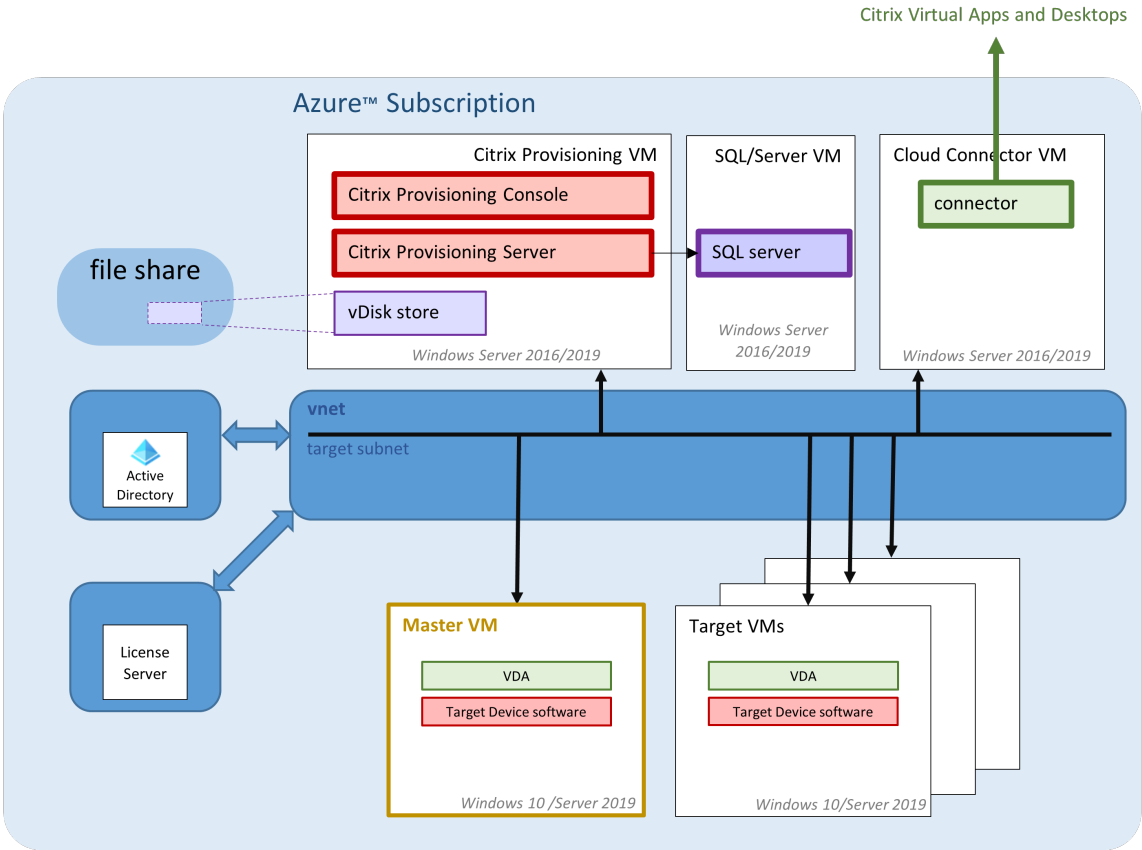 Citrix Virtual Apps and Desktops
Azure™ Subscription
Citrix Provisioning VM
Citrix Provisioning Console
Citrix Provisioning Server
vDisk store
Windows Server 2016/2019
SQL/Server VM
SQL server
Windows Server
2016/2019
Cloud Connector VM
connector
Windows Server 2016/2019
file share
vnet
target subnet
Active
Directory
License
Server
Master VM
VDA
Target Device software
Windows 10 /Server 2019
Target VMs
VDA
Target Device software
Windows 10/Server 2019